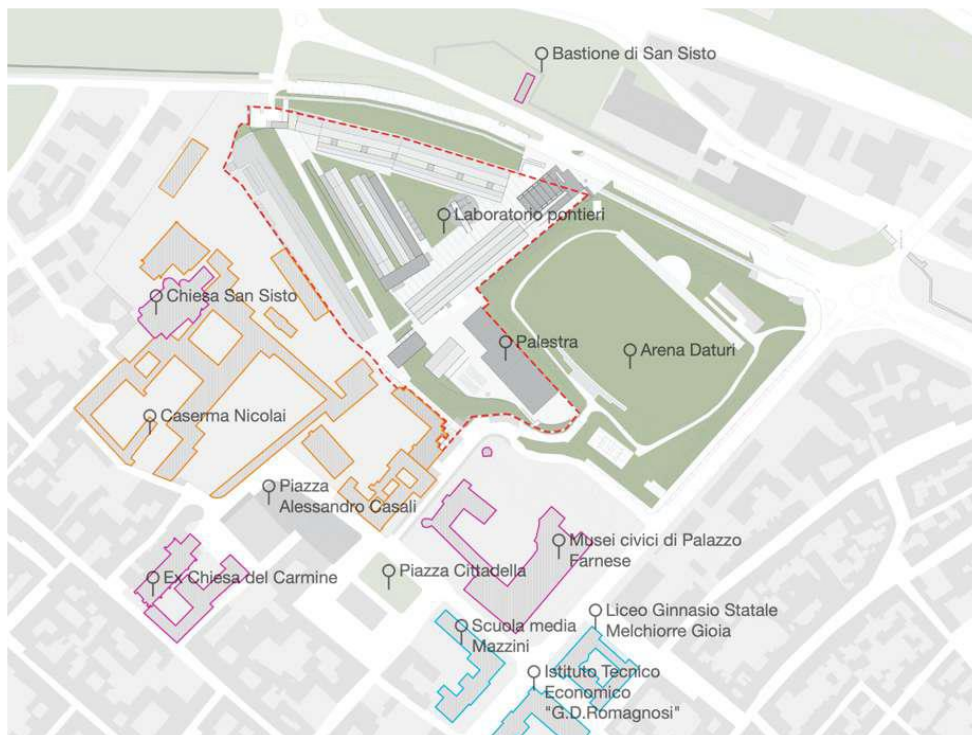 Bastione di San Sisto
Laboratorio pontieri
Chiesa San Sisto
Palestra
Arena Daturi
Caserma Nicolai
Piazza
Alessandro Casali
Musei civici di Palazzo
Farnese
Ex Chiesa del Carmine
Piazza Cittadella
Liceo Ginnasio Statale
Melchiorre Gioia
Scuola media
Mazzini
Istituto Tecnico
Economico
"G.D.Romagnosi"